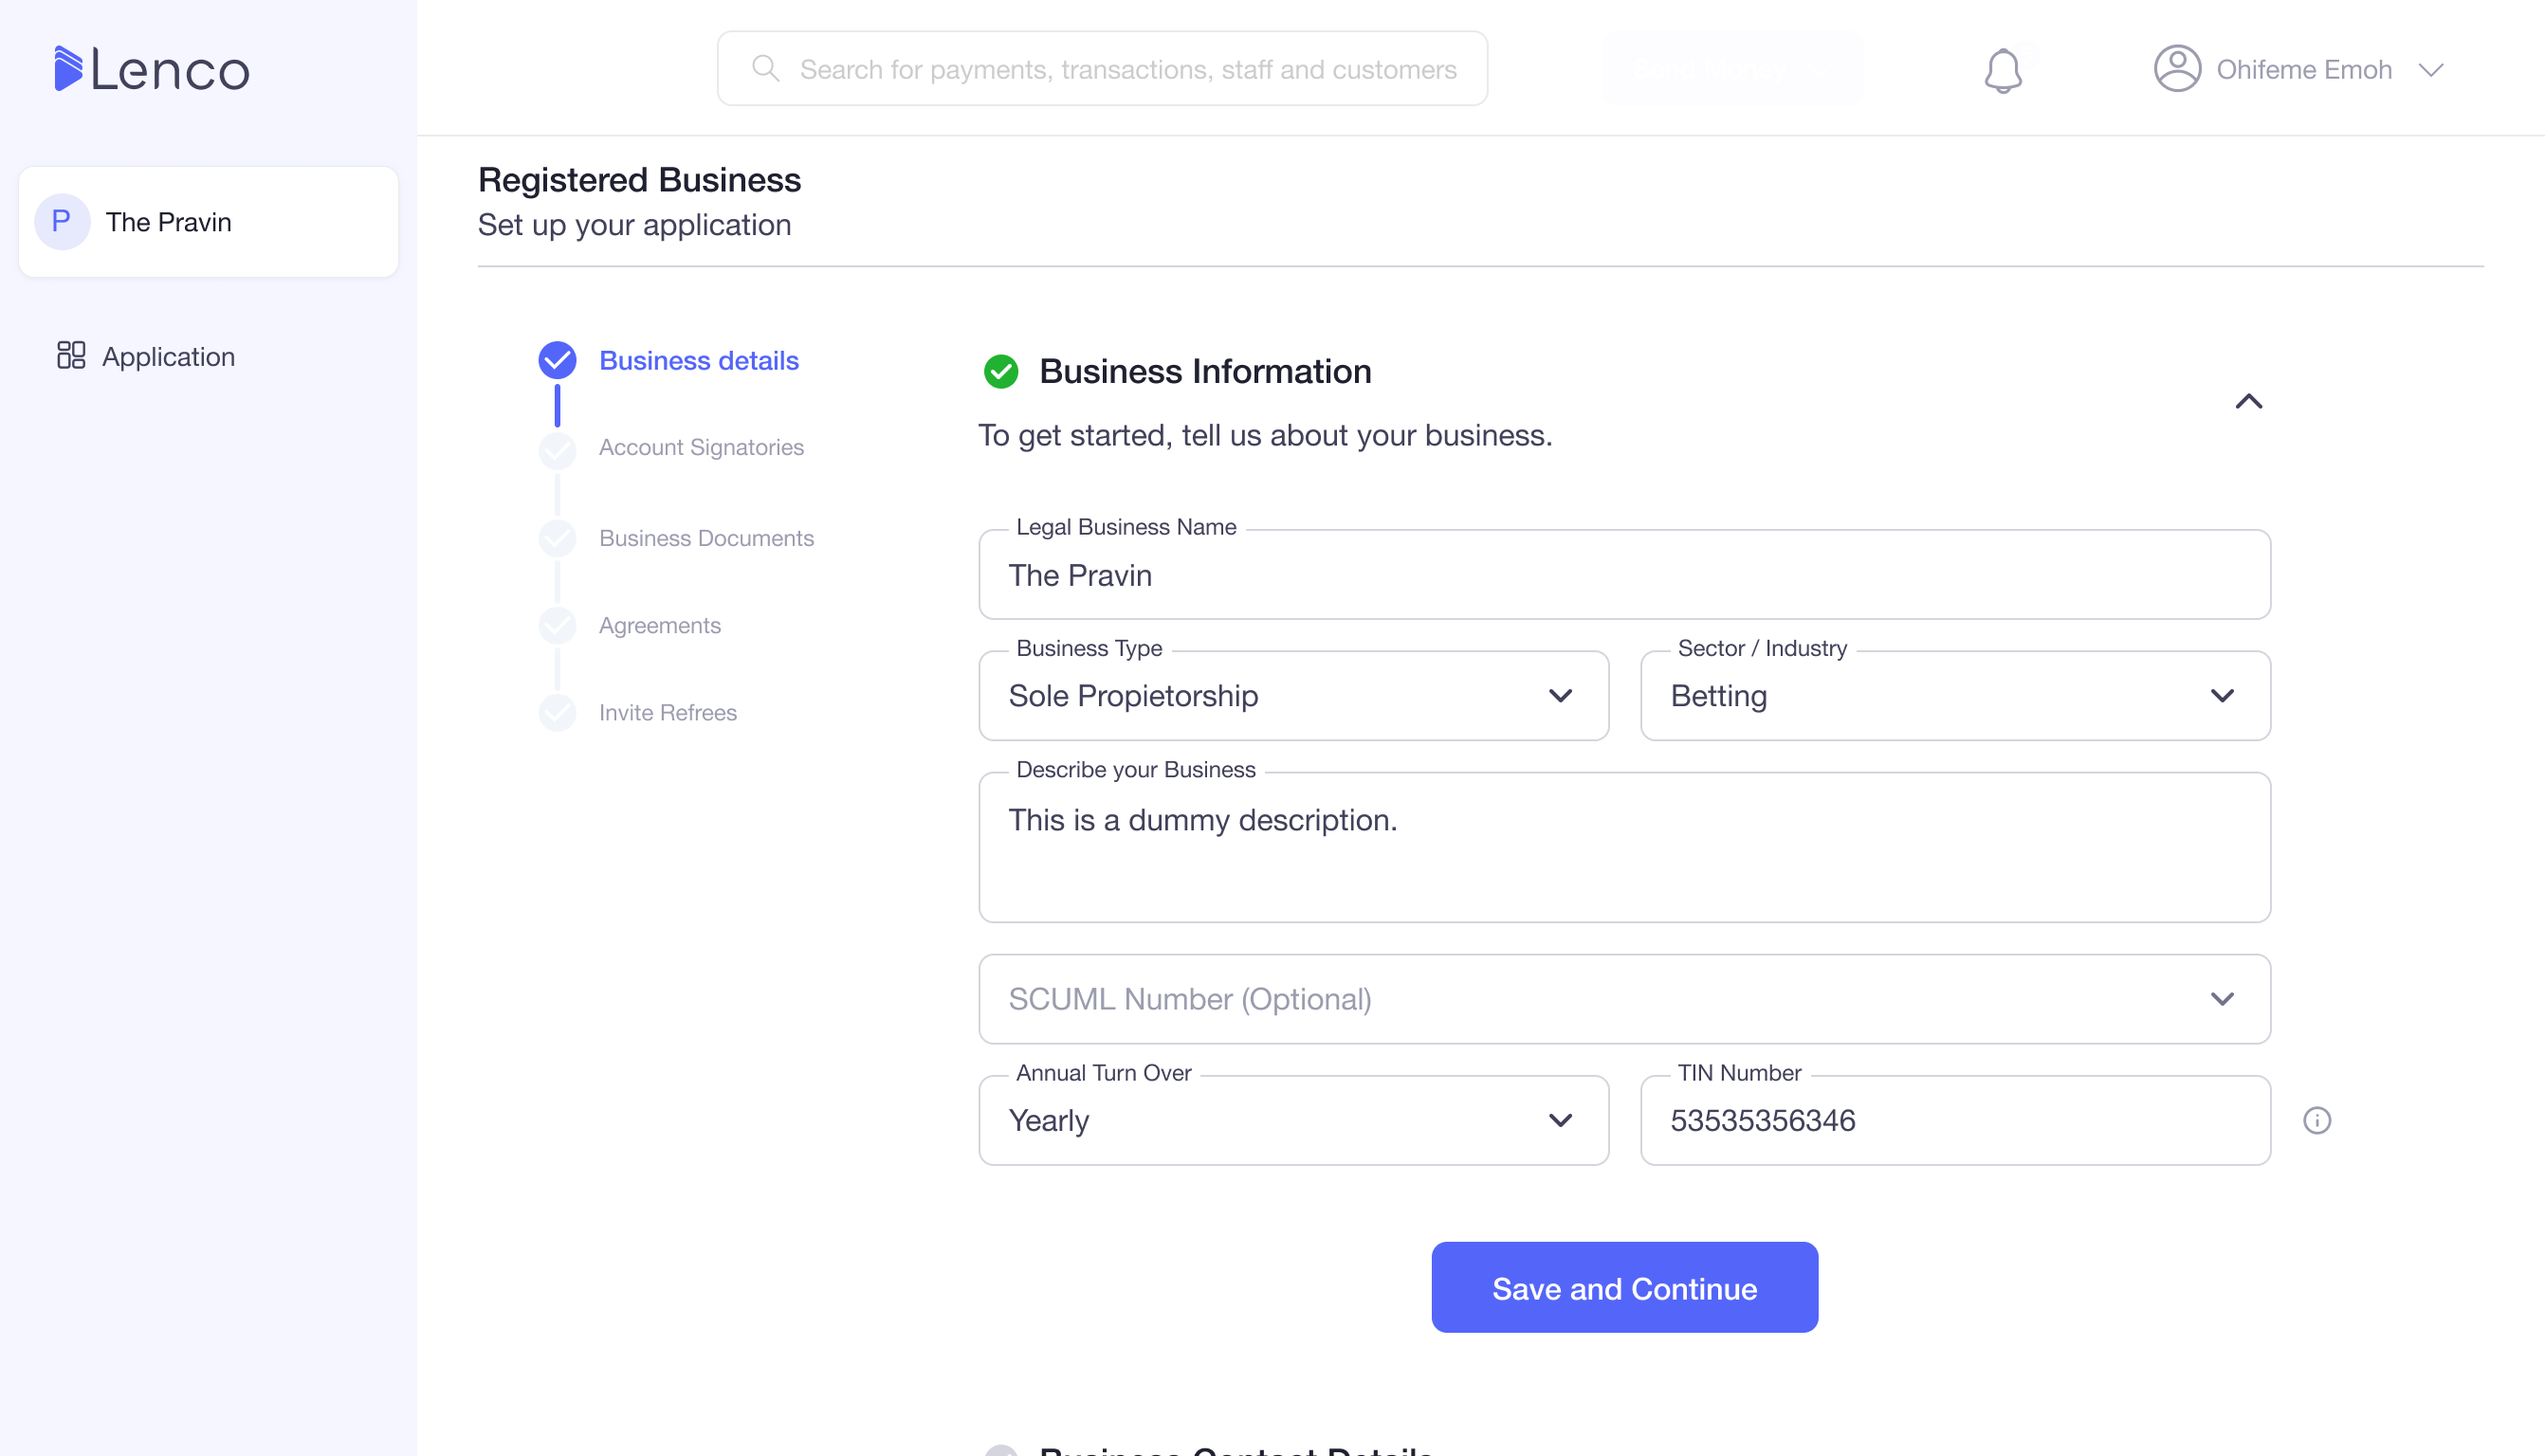 Lenco
Search for payments, transactions, staff and customers
Ohifeme Emoh
P The Pravin
Application
Registered Business
Set up your application
Business details
Account Signatories
Business Documents
Agreements
Invite Refrees
Business Information
To get started, tell us about your business.
Legal Business Name
The Pravin
Business Type
Sole Propietorship
Sector / Industry
Betting
Describe your Business
This is a dummy description.
SCUML Number (Optional)
Annual Turn Over
Yearly
TIN Number
53535356346
Save and Continue
Business Contact Details